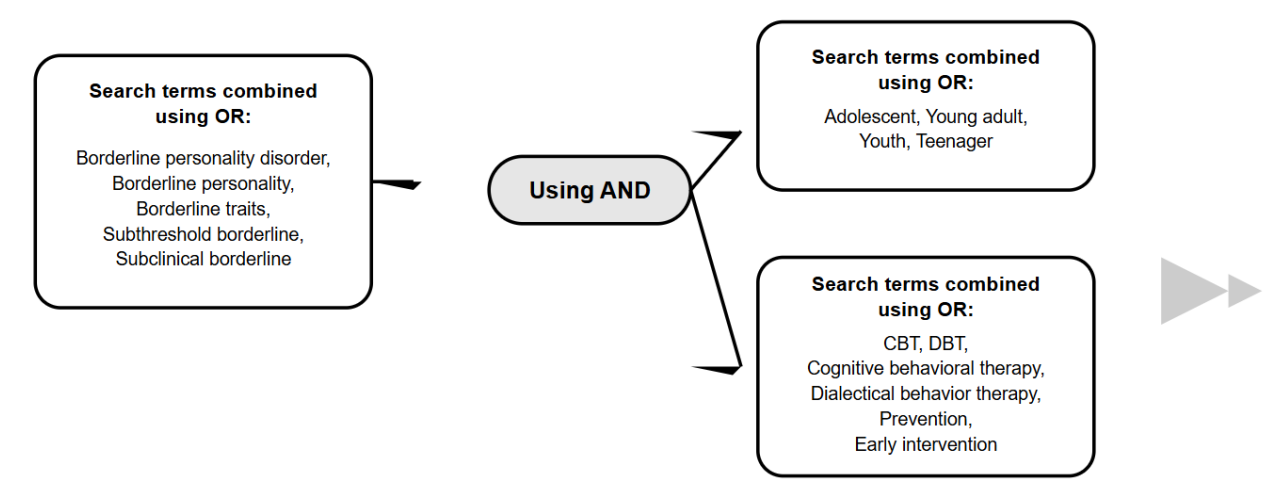 Search terms combined
using OR:
Borderline personality disorder,
Borderline personality,
Borderline traits,
Subthreshold borderline,
Subclinical borderline
Using AND
Search terms combined
using OR:
Adolescent, Young adult,
Youth, Teenager
Search terms combined
using OR:
CBT, DBT,
Cognitive behavioral therapy,
Dialectical behavior therapy,
Prevention,
Early intervention